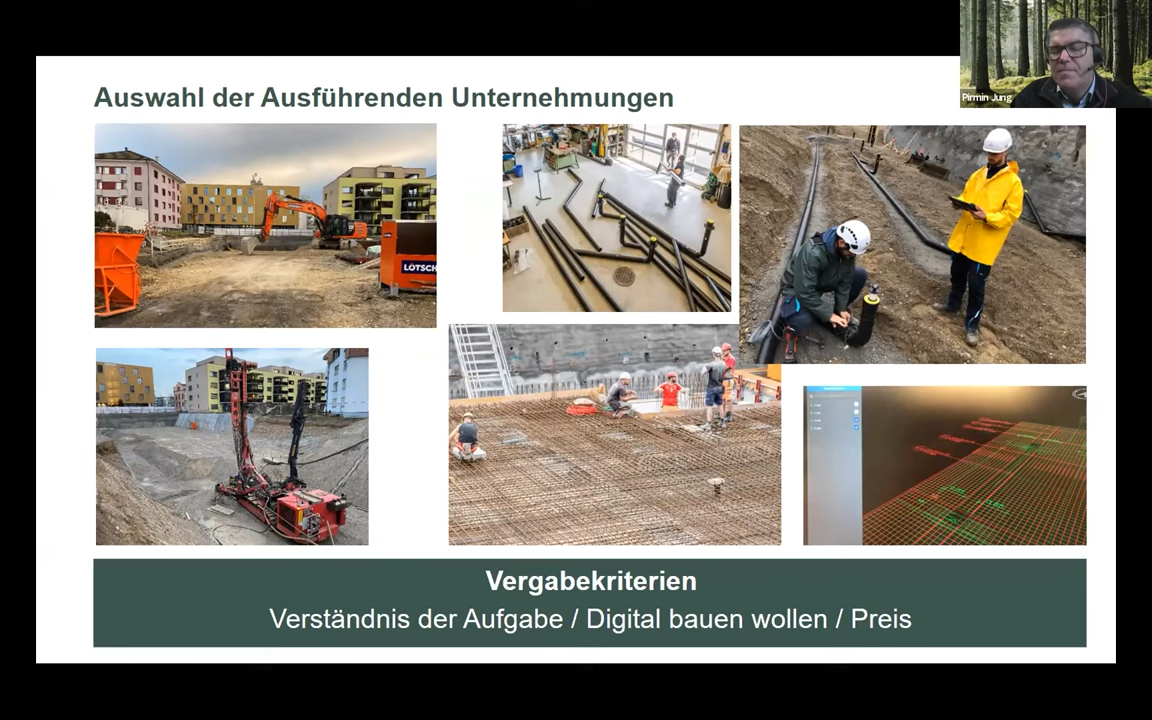 Pirmin Jung
Auswahl der Ausführenden Unternehmungen
LÖTSCH
Vergabekriterien
Verständnis der Aufgabe / Digital bauen wollen / Preis